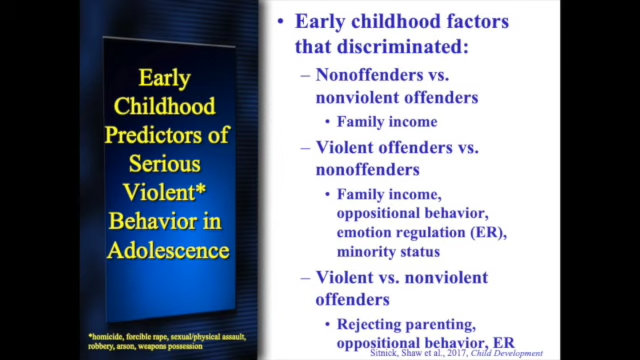 Early
Childhood
Predictors of
Serious
Violent*
Behavior in
Adolescence
*homicide, forcible rape, sexual/physical assault,
robbery, arson, weapons possession
• Early childhood factors
that discriminated:
– Nonoffenders vs.
nonviolent offenders
• Family income
– Violent offenders vs.
nonoffenders
• Family income,
oppositional behavior,
emotion regulation (ER),
minority status
– Violent vs. nonviolent
offenders
• Rejecting parenting,
oppositional behavior, ER
Sitnick, Shaw et al., 2017, Child Development